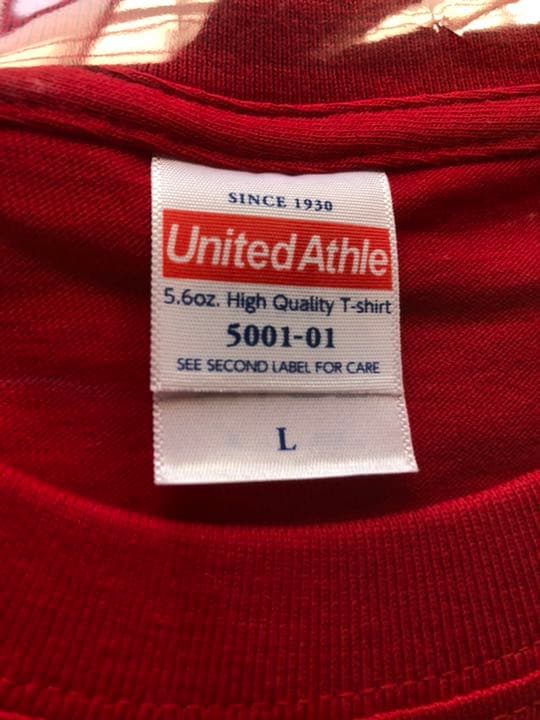 SINCE 1930
United Athle
5.6oz. High Quality T-shirt
5001-01
SEE SECOND LABEL FOR CARE
L